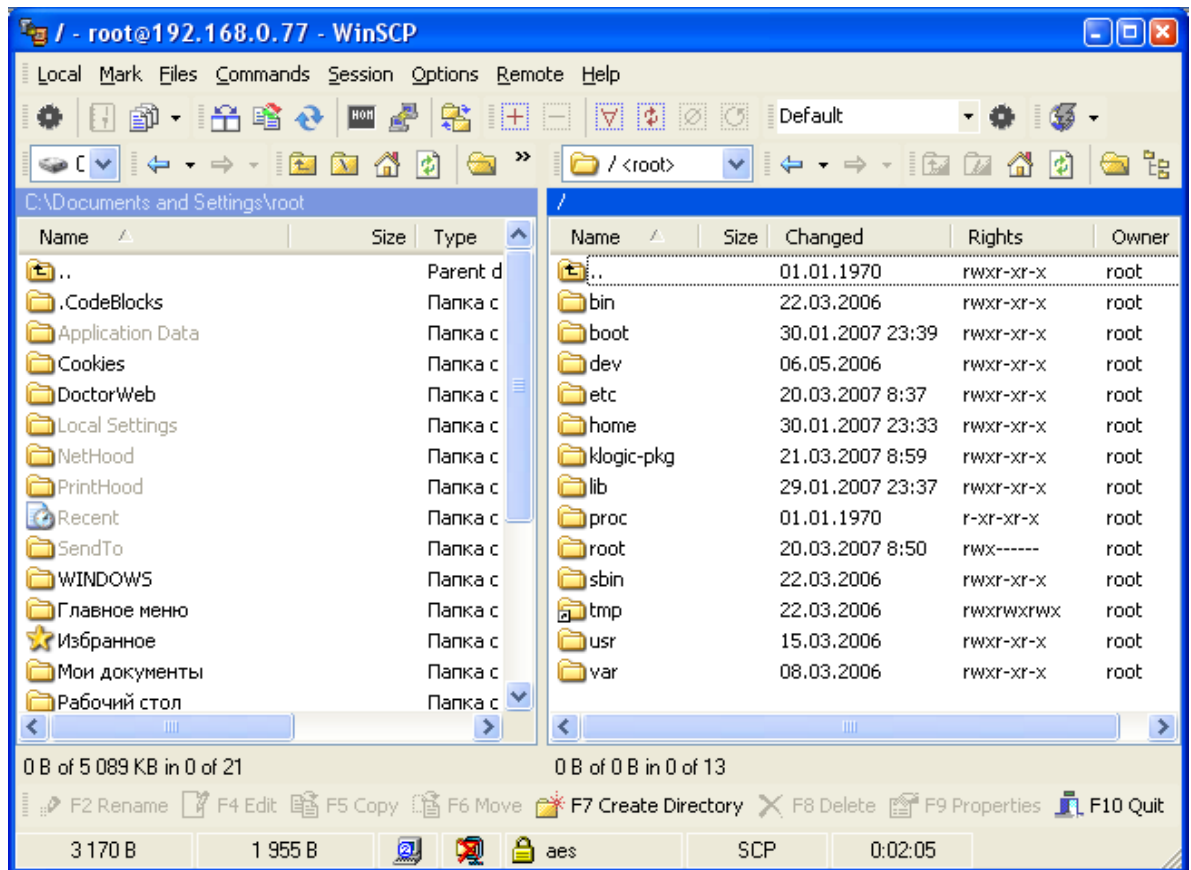 / - root@192.168.0.77 - WinSCP
Local Mark Files Commands Session Options Remote Help
Default
C / <root>
C:\Documents and Settings\root /
Name Size Type Name Size Changed Rights Owner
.. Parent d .. 01.01.1970 rwxr-xr-x root
.CodeBlocks Папка с bin 22.03.2006 rwxr-xr-x root
Application Data Папка с boot 30.01.2007 23:39 rwxr-xr-x root
Cookies Папка с dev 06.05.2006 rwxr-xr-x root
DoctorWeb Папка с etc 20.03.2007 8:37 rwxr-xr-x root
Local Settings Папка с home 30.01.2007 23:33 rwxr-xr-x root
NetHood Папка с klogic-pkg 21.03.2007 8:59 rwxr-xr-x root
PrintHood Папка с lib 29.01.2007 23:37 rwxr-xr-x root
Recent Папка с proc 01.01.1970 r-xr-xr-x root
SendTo Папка с root 20.03.2007 8:50 rwx------ root
WINDOWS Папка с sbin 22.03.2006 rwxr-xr-x root
Главное меню Папка с tmp 22.03.2006 rwxrwxrwx root
Избранное Папка с usr 15.03.2006 rwxr-xr-x root
Мои документы Папка с var 08.03.2006 rwxr-xr-x root
Рабочий стол Папка с
0 B of 5 089 KB in 0 of 21 0 B of 0 B in 0 of 13
F2 Rename F4 Edit F5 Copy F6 Move F7 Create Directory F8 Delete F9 Properties F10 Quit
3 170 B 1 955 B aes SCP 0:02:05